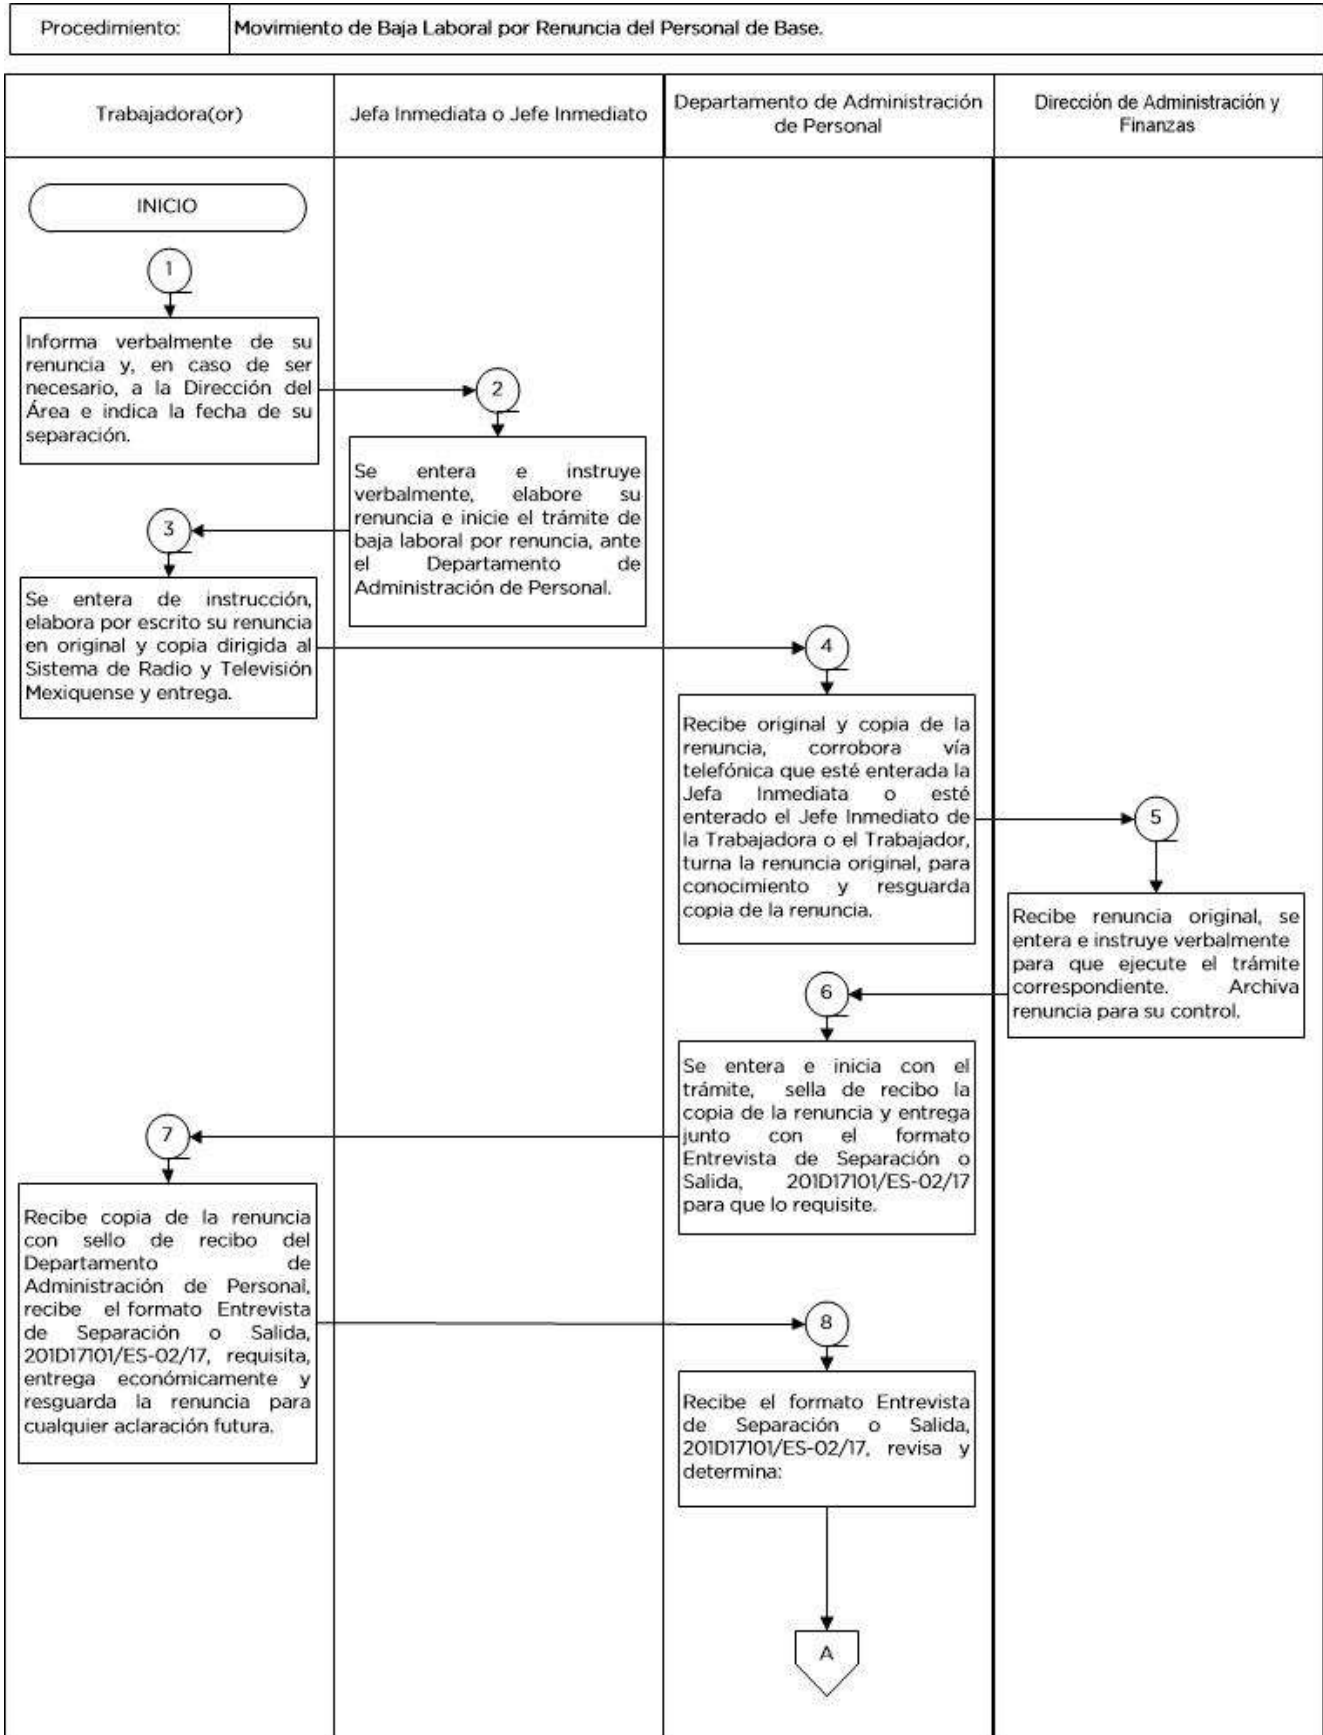 Procedimiento:
Movimiento de Baja Laboral por Renuncia del Personal de Base.
Trabajadora(or)
Jefa Inmediata o Jefe Inmediato
Departamento de Administración
de Personal
Dirección de Administración y
Finanzas
INICIO
1
Informa verbalmente de su
renuncia y, en caso de ser
necesario, a la Dirección del
Área e indica la fecha de su
separación.
2
Se entera e instruye
verbalmente, elabore su
renuncia e inicie el trámite de
baja laboral por renuncia, ante
el Departamento de
Administración de Personal.
3
Se entera de instrucción,
elabora por escrito su renuncia
en original y copia dirigida al
Sistema de Radio y Televisión
Mexiquense y entrega.
4
Recibe original y copia de la
renuncia, corrobora vía
telefónica que esté enterada la
Jefa Inmediata o esté
enterado el Jefe Inmediato de
la Trabajadora o el Trabajador,
turna la renuncia original, para
conocimiento y resguarda
copia de la renuncia.
5
Recibe renuncia original, se
entera e instruye verbalmente
para que ejecute el trámite
correspondiente. Archiva
renuncia para su control.
6
Se entera e inicia con el
trámite, sella de recibo la
copia de la renuncia y entrega
junto con el formato
Entrevista de Separación o
Salida, 201D17101/ES-02/17
para que lo requisite.
7
Recibe copia de la renuncia
con sello de recibo del
Departamento de
Administración de Personal,
recibe el formato Entrevista
de Separación o Salida,
201D17101/ES-02/17, requisita,
entrega económicamente y
resguarda la renuncia para
cualquier aclaración futura.
8
Recibe el formato Entrevista
de Separación o Salida,
201D17101/ES-02/17, revisa y
determina:
A